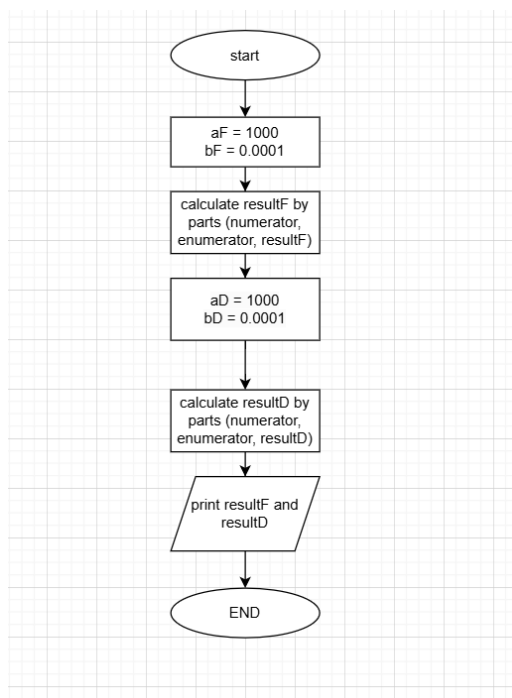 start
aF = 1000
bF = 0.0001
calculate resultF by
parts (numerator,
enumerator, resultF)
aD = 1000
bD = 0.0001
calculate resultD by
parts (numerator,
enumerator, resultD)
print resultF and
resultD
END